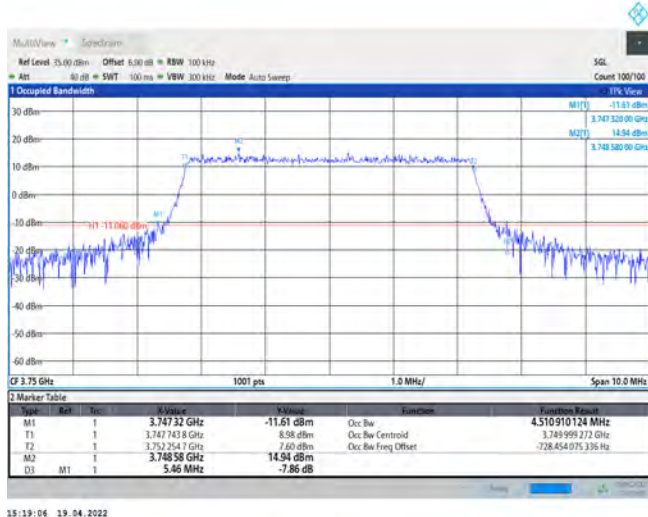 MultiView Spectrum
Ref Level 35.00 dBm Offset 6.00 dB RBW 100 kHz SGL
Att 40 dB SWT 100 ms VBW 300 kHz Mode Auto Sweep Count 100/100
1 Occupied Bandwidth 1Pk View
M1[1] -11.61 dBm
3.747 320 00 GHz
M2[1] 14.94 dBm
3.748 580 00 GHz
30 dBm
20 dBm
M2
T1
T2
10 dBm
0 dBm
M1
-10 dBm
H1 -11.060 dBm
-20 dBm
-30 dBm
-40 dBm
-50 dBm
-60 dBm
CF 3.75 GHz 1001 pts 1.0 MHz/ Span 10.0 MHz
2 Marker Table
Type Ref Trc X-Value Y-Value Function Function Result
M1 1 3.747 32 GHz -11.61 dBm Occ Bw 4.510 910 124 MHz
T1 1 3.747 743 8 GHz 8.98 dBm Occ Bw Centroid 3.749 999 272 GHz
T2 1 3.752 254 7 GHz 7.60 dBm Occ Bw Freq Offset -728.454 075 336 Hz
M2 1 3.748 58 GHz 14.94 dBm
D3 M1 1 5.46 MHz -7.86 dB
15:19:06 19.04.2022